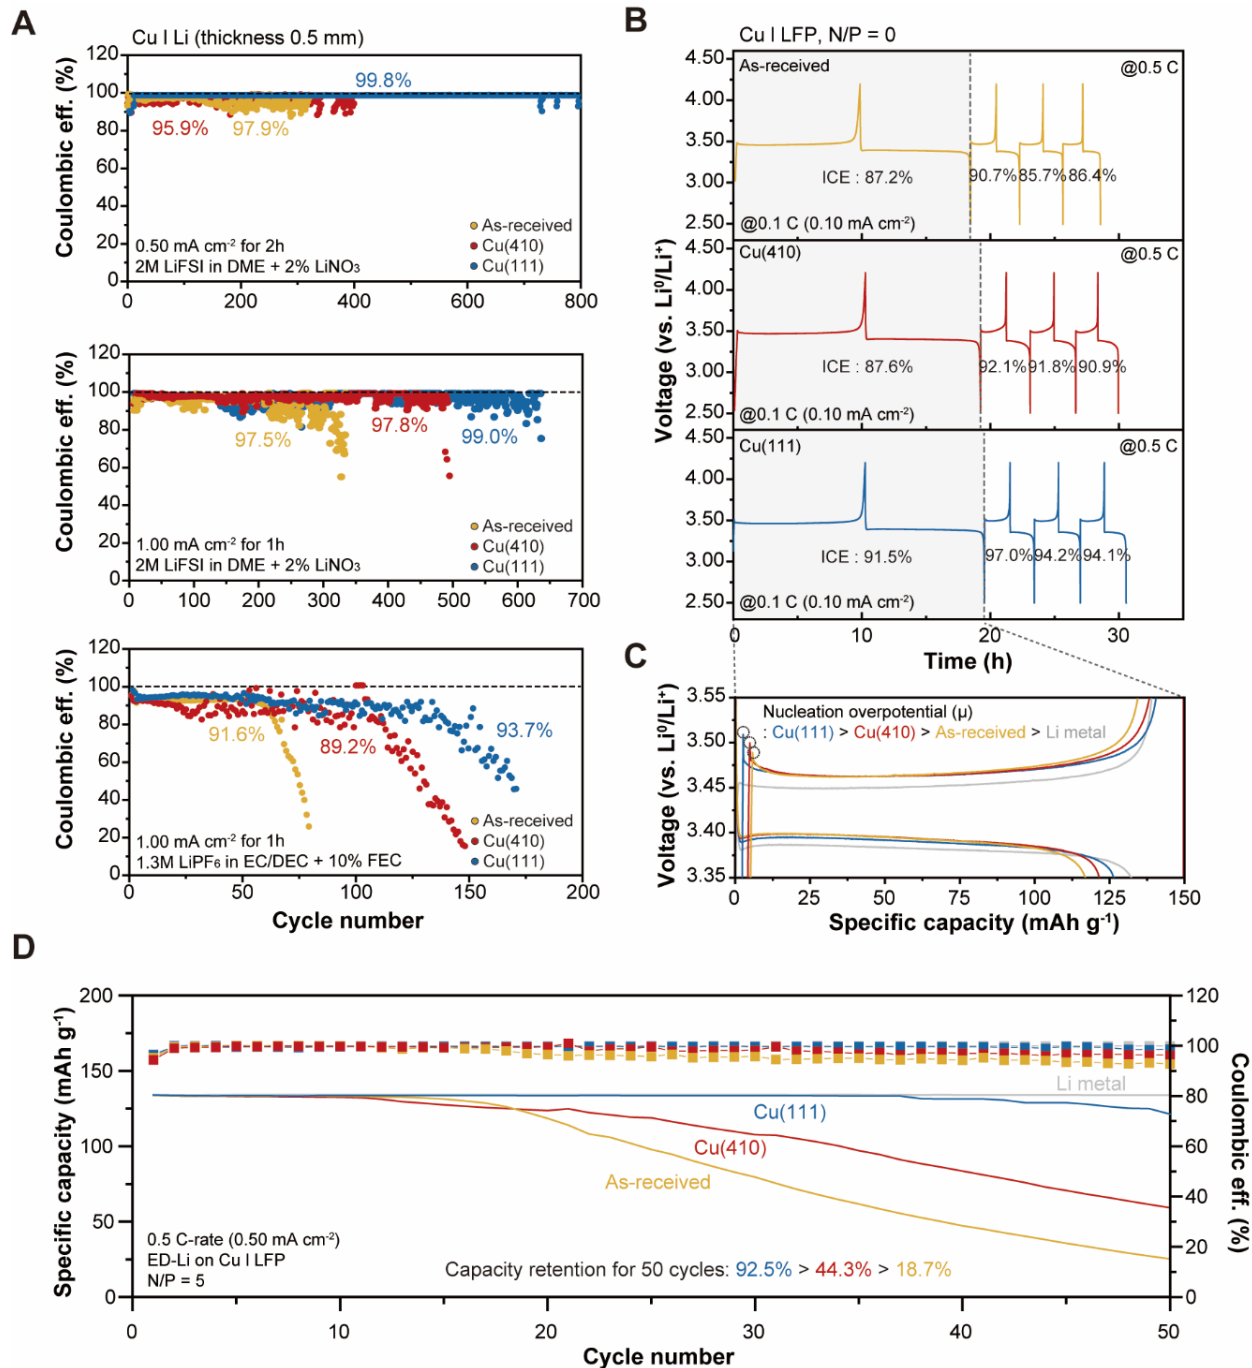 A
Cu I Li (thickness 0.5 mm)
Coulombic eff. (%)
120
100
80
60
40
20
0
99.8%
95.9%
97.9%
As-received
Cu(410)
Cu(111)
0.50 mA cm⁻² for 2h
2M LiFSI in DME + 2% LiNO₃
0 200 400 600 800
Coulombic eff. (%)
120
100
80
60
40
20
0
97.5%
97.8%
99.0%
As-received
Cu(410)
Cu(111)
1.00 mA cm⁻² for 1h
2M LiFSI in DME + 2% LiNO₃
0 100 200 300 400 500 600 700
Coulombic eff. (%)
120
100
80
60
40
20
0
91.6%
89.2%
93.7%
As-received
Cu(410)
Cu(111)
1.00 mA cm⁻² for 1h
1.3M LiPF₆ in EC/DEC + 10% FEC
0 50 100 150 200
Cycle number
B
Cu I LFP, N/P = 0
Voltage (vs. Li⁰/Li⁺)
4.50
4.00
3.50
3.00
2.50
As-received
@0.5 C
ICE : 87.2%
90.7% 85.7% 86.4%
@0.1 C (0.10 mA cm⁻²)
4.50
4.00
3.50
3.00
2.50
Cu(410)
@0.5 C
ICE : 87.6%
92.1% 91.8% 90.9%
@0.1 C (0.10 mA cm⁻²)
4.50
4.00
3.50
3.00
2.50
Cu(111)
@0.5 C
ICE : 91.5%
97.0% 94.2% 94.1%
@0.1 C (0.10 mA cm⁻²)
0 10 20 30
Time (h)
C
Voltage (vs. Li⁰/Li⁺)
3.55
3.50
3.45
3.40
3.35
Nucleation overpotential (μ)
: Cu(111) > Cu(410) > As-received > Li metal
0 25 50 75 100 125 150
Specific capacity (mAh g⁻¹)
D
Specific capacity (mAh g⁻¹)
200
150
100
50
0
Coulombic eff. (%)
120
100
80
60
40
20
0
Li metal
Cu(111)
Cu(410)
As-received
0.5 C-rate (0.50 mA cm⁻²)
ED-Li on Cu I LFP
N/P = 5
Capacity retention for 50 cycles: 92.5% > 44.3% > 18.7%
0 10 20 30 40 50
Cycle number